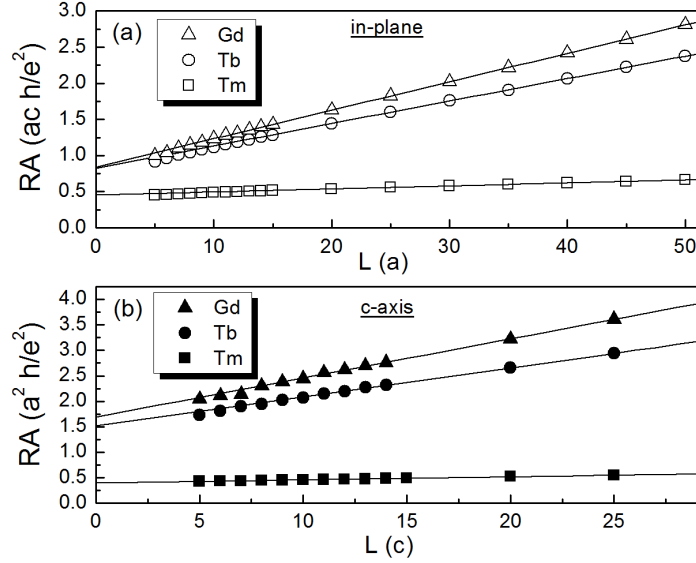 (a)
in-plane
Gd
Tb
Tm
RA (ac h/e²)
3.0
2.5
2.0
1.5
1.0
0.5
0.0
0 10 20 30 40 50
L (a)
(b)
c-axis
Gd
Tb
Tm
RA (a² h/e²)
4.0
3.5
3.0
2.5
2.0
1.5
1.0
0.5
0.0
0 5 10 15 20 25
L (c)